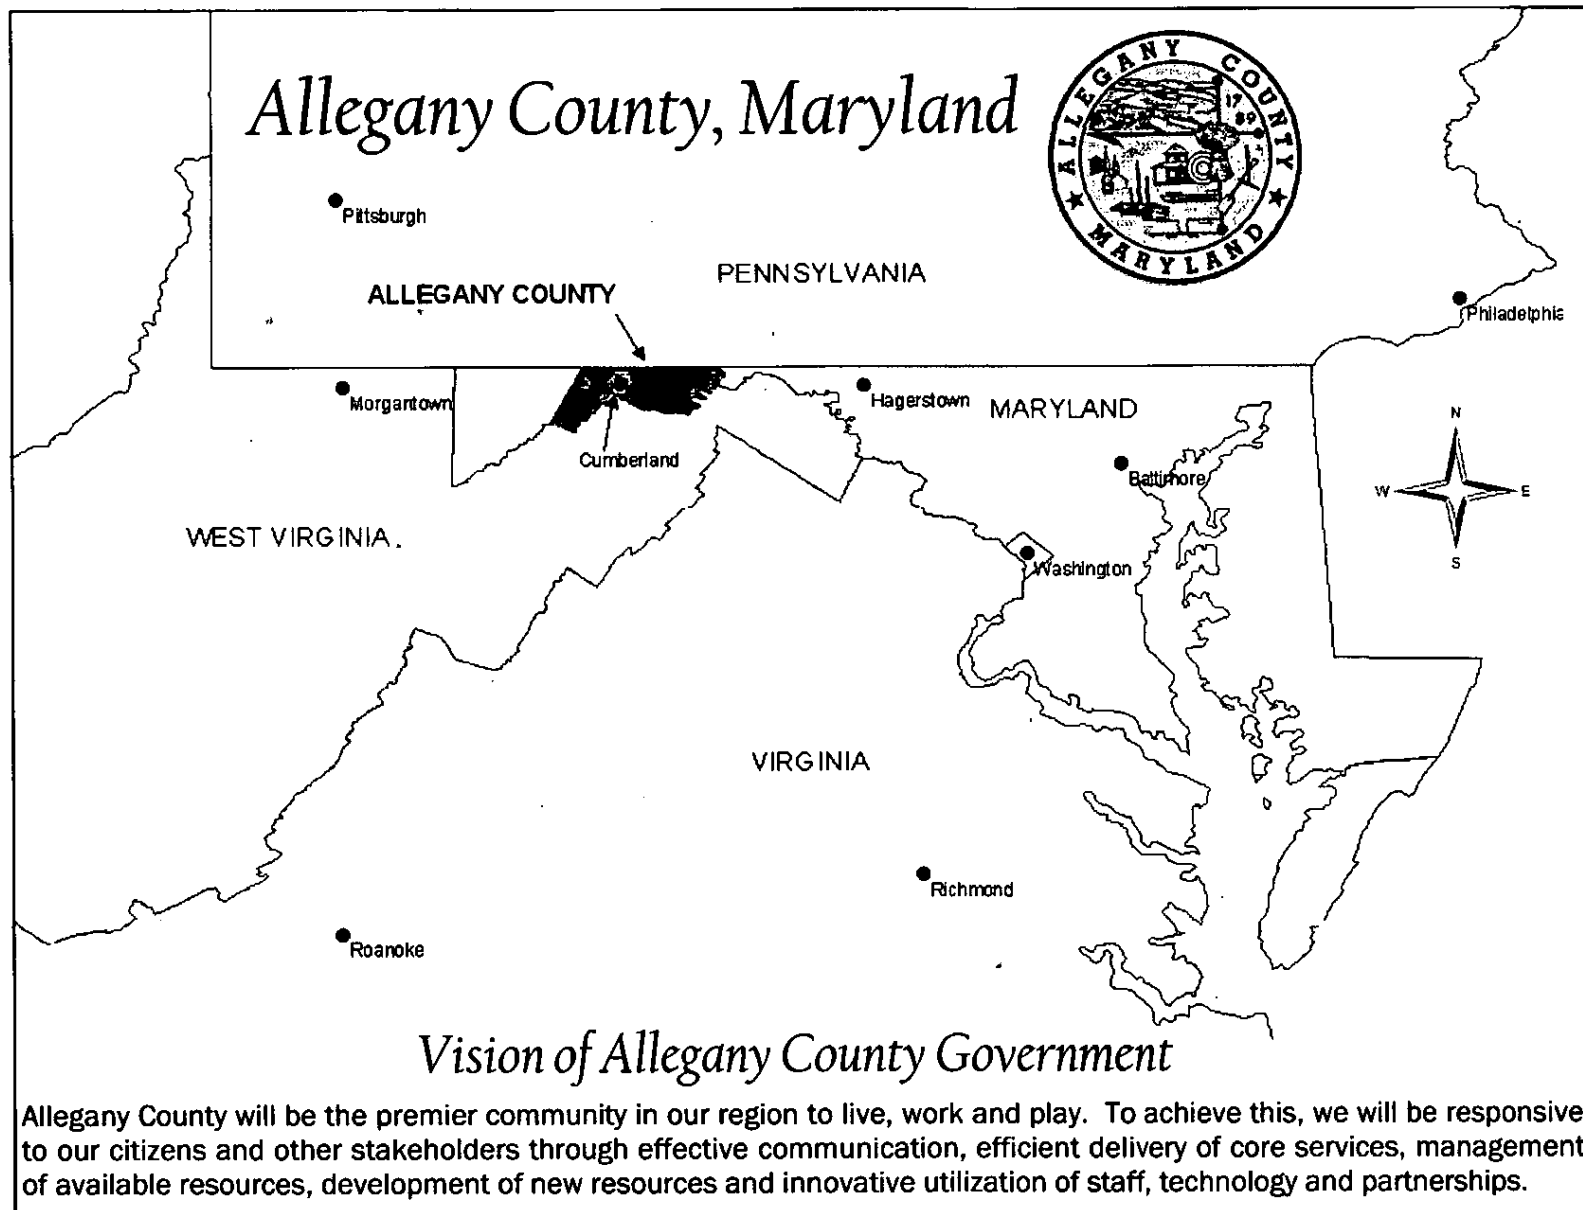 Allegany County, Maryland
ALLEGANY COUNTY
17
89
★ MARYLAND ★
Pittsburgh
PENNSYLVANIA
ALLEGANY COUNTY
Philadelphia
Morgantown
Hagerstown
MARYLAND
Cumberland
Baltimore
N
W
E
S
WEST VIRGINIA
Washington
VIRGINIA
Richmond
Roanoke
Vision of Allegany County Government
Allegany County will be the premier community in our region to live, work and play. To achieve this, we will be responsive
to our citizens and other stakeholders through effective communication, efficient delivery of core services, management
of available resources, development of new resources and innovative utilization of staff, technology and partnerships.